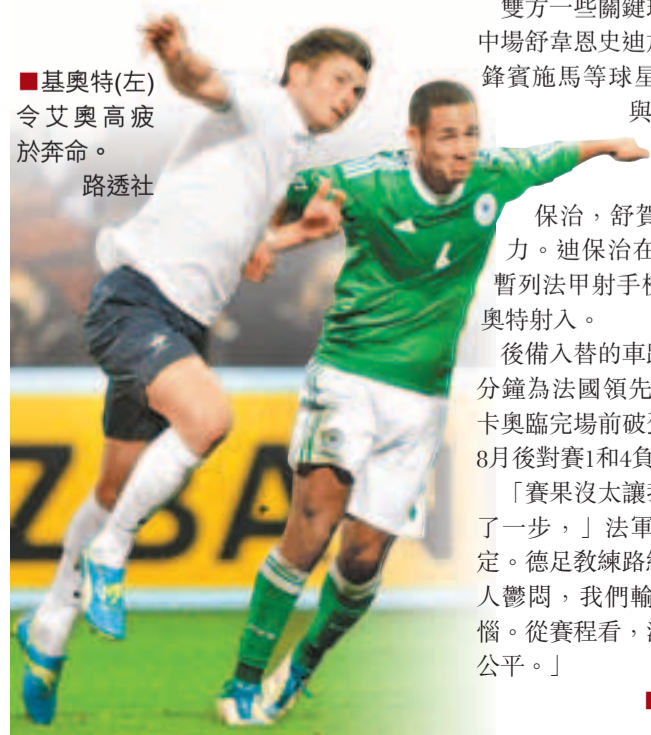 ■基奧特(左)
令艾奧高疲
於奔命。
路透社
雙方一些關鍵
中場舒韋恩史迪
鋒賓施馬等球星
與
保治，舒賀
力。迪保治在
暫列法甲射手
奧特射入。
後備入替的車
分鐘為法國領先
卡奧臨完場前破
8月後對賽1和4負
「賽果沒太讓
了一步，」法軍
定。德足教練路
人鬱悶，我們輸
惱。從賽程看，
公平。」
■
ZBAN